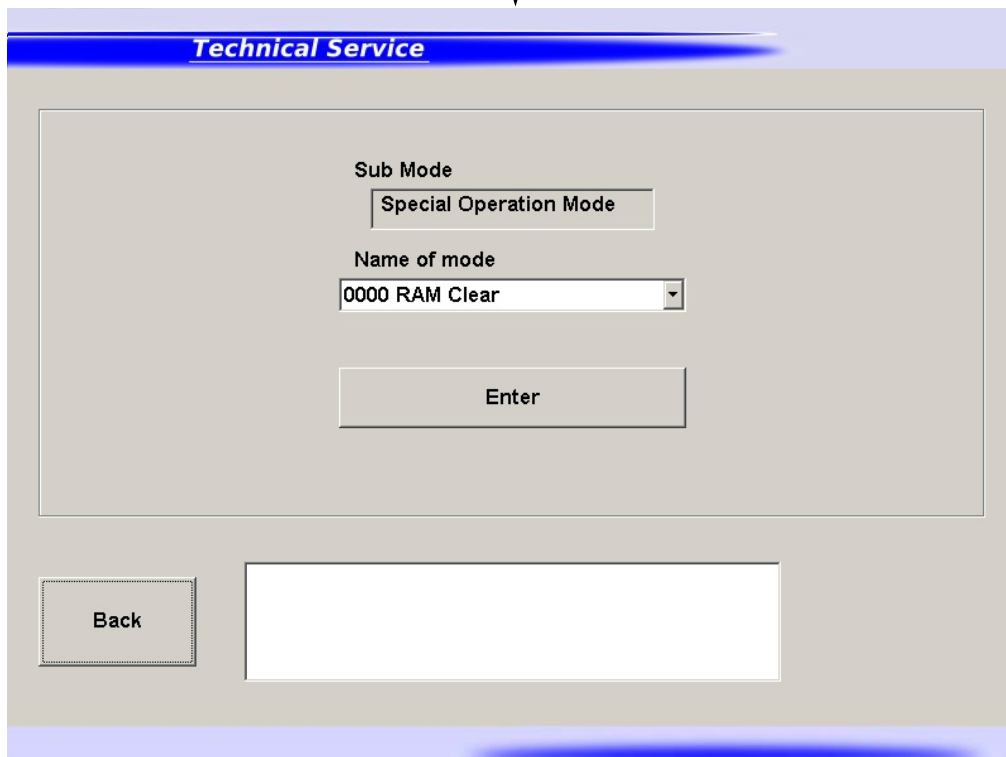 Technical Service
Sub Mode
Special Operation Mode
Name of mode
0000 RAM Clear
Enter
Back